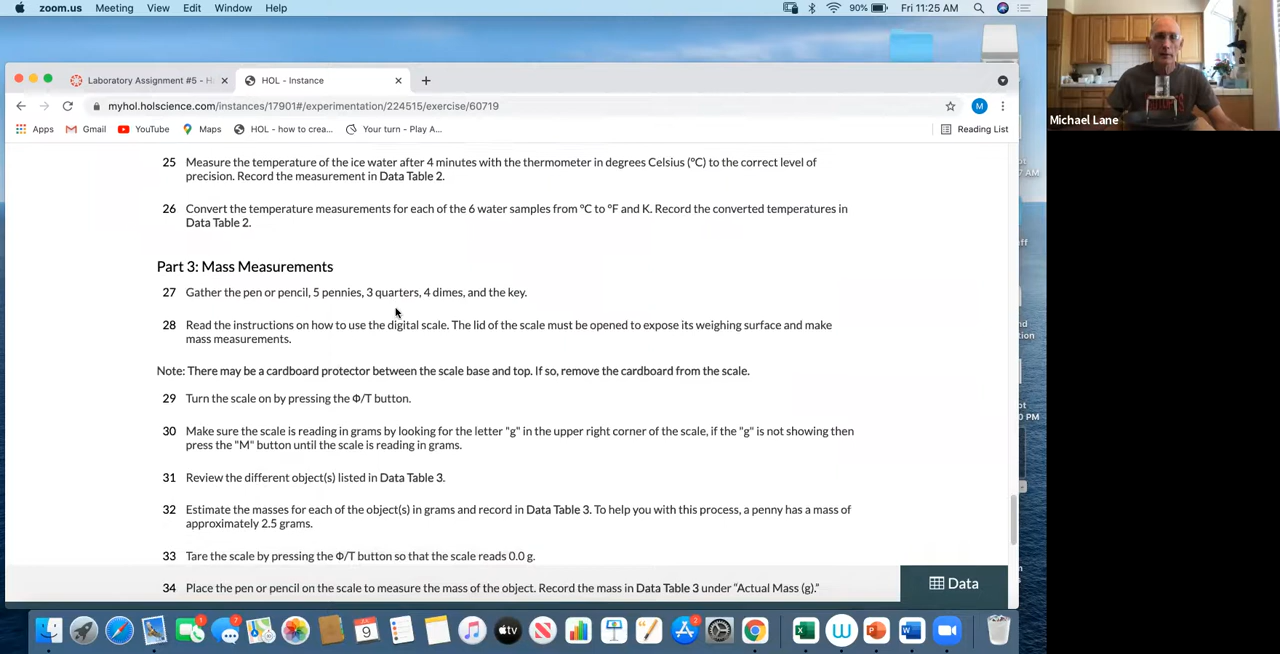 zoom.us Meeting View Edit Window Help 90% Fri 11:25 AM
Laboratory Assignment #5 - H
HOL - Instance
myhol.holscience.com/instances/17901#/experimentation/224515/exercise/60719
M
Apps Gmail YouTube Maps HOL - how to crea... Your turn - Play A... Reading List
Michael Lane
25 Measure the temperature of the ice water after 4 minutes with the thermometer in degrees Celsius (°C) to the correct level of
precision. Record the measurement in Data Table 2.
26 Convert the temperature measurements for each of the 6 water samples from °C to °F and K. Record the converted temperatures in
Data Table 2.
Part 3: Mass Measurements
27 Gather the pen or pencil, 5 pennies, 3 quarters, 4 dimes, and the key.
28 Read the instructions on how to use the digital scale. The lid of the scale must be opened to expose its weighing surface and make
mass measurements.
Note: There may be a cardboard protector between the scale base and top. If so, remove the cardboard from the scale.
29 Turn the scale on by pressing the Φ/T button.
30 Make sure the scale is reading in grams by looking for the letter "g" in the upper right corner of the scale, if the "g" is not showing then
press the "M" button until the scale is reading in grams.
31 Review the different object(s) listed in Data Table 3.
32 Estimate the masses for each of the object(s) in grams and record in Data Table 3. To help you with this process, a penny has a mass of
approximately 2.5 grams.
33 Tare the scale by pressing the Φ/T button so that the scale reads 0.0 g.
34 Place the pen or pencil on the scale to measure the mass of the object. Record the mass in Data Table 3 under “Actual Mass (g).”
Data